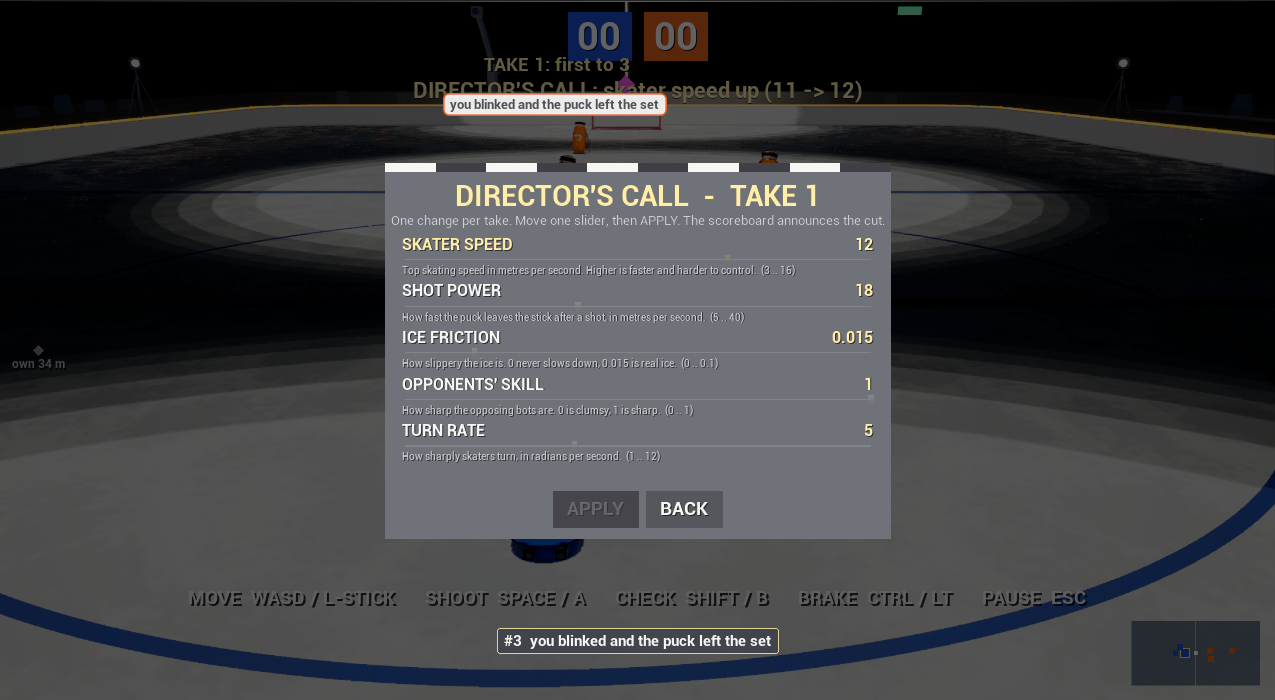 00 00
TAKE 1: first to 3
DIRECTOR'S CALL: skater speed up (11 -> 12)
you blinked and the puck left the set
DIRECTOR'S CALL - TAKE 1
One change per take. Move one slider, then APPLY. The scoreboard announces the cut.
SKATER SPEED 12
Top skating speed in metres per second. Higher is faster and harder to control. (3 .. 16)
SHOT POWER 18
How fast the puck leaves the stick after a shot, in metres per second. (5 .. 40)
ICE FRICTION 0.015
How slippery the ice is. 0 never slows down, 0.015 is real ice. (0 .. 0.1)
OPPONENTS' SKILL 1
How sharp the opposing bots are. 0 is clumsy, 1 is sharp. (0 .. 1)
TURN RATE 5
How sharply skaters turn, in radians per second. (1 .. 12)
own 34 m
APPLY BACK
MOVE WASD / L-STICK SHOOT SPACE / A CHECK SHIFT / B BRAKE CTRL / LT PAUSE ESC
#3 you blinked and the puck left the set